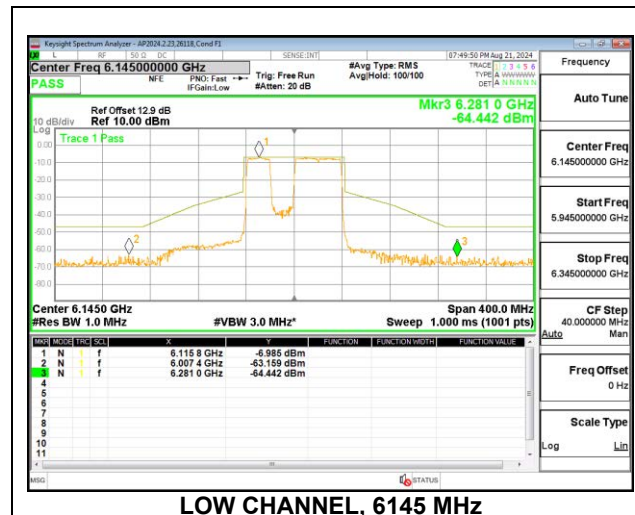 Keysight Spectrum Analyzer - AP2024.2.23,26118,Cond F1
L RF 50 Ω DC SENSE:INT 07:49:50 PM Aug 21, 2024
Center Freq 6.145000000 GHz #Avg Type: RMS TRACE 1 2 3 4 5 6
PASS NFE PNO: Fast Trig: Free Run Avg|Hold: 100/100 TYPE A WWWWW
IFGain:Low #Atten: 20 dB DET A N N N N N
Mkr3 6.281 0 GHz
-64.442 dBm
Ref Offset 12.9 dB
10 dB/div Ref 10.00 dBm
Log
Trace 1 Pass
0.00
-10.0
-20.0
-30.0
-40.0
-50.0
-60.0
-70.0
-80.0
1
2
3
Center 6.1450 GHz Span 400.0 MHz
#Res BW 1.0 MHz #VBW 3.0 MHz* Sweep 1.000 ms (1001 pts)
MKR MODE TRC SCL X Y FUNCTION FUNCTION WIDTH FUNCTION VALUE
1 N 1 f 6.115 8 GHz -6.985 dBm
2 N 1 f 6.007 4 GHz -63.159 dBm
3 N 1 f 6.281 0 GHz -64.442 dBm
4
5
6
7
8
9
10
11
MSG STATUS
Frequency
Auto Tune
Center Freq
6.145000000 GHz
Start Freq
5.945000000 GHz
Stop Freq
6.345000000 GHz
CF Step
40.000000 MHz
Auto Man
Freq Offset
0 Hz
Scale Type
Log Lin
LOW CHANNEL, 6145 MHz